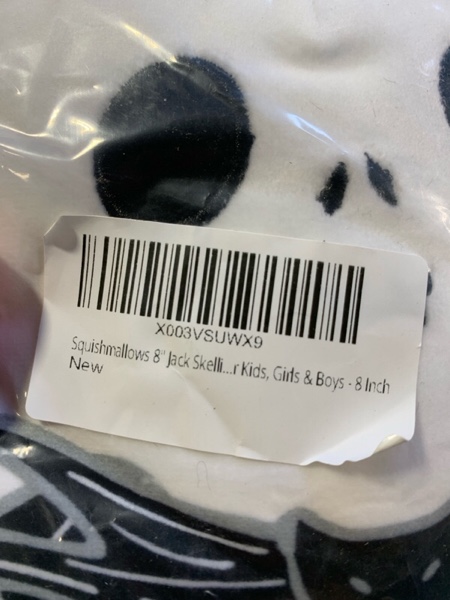 X003VSUWX9
Squishmallows 8" Jack Skelli...r Kids, Girls & Boys - 8 Inch
New